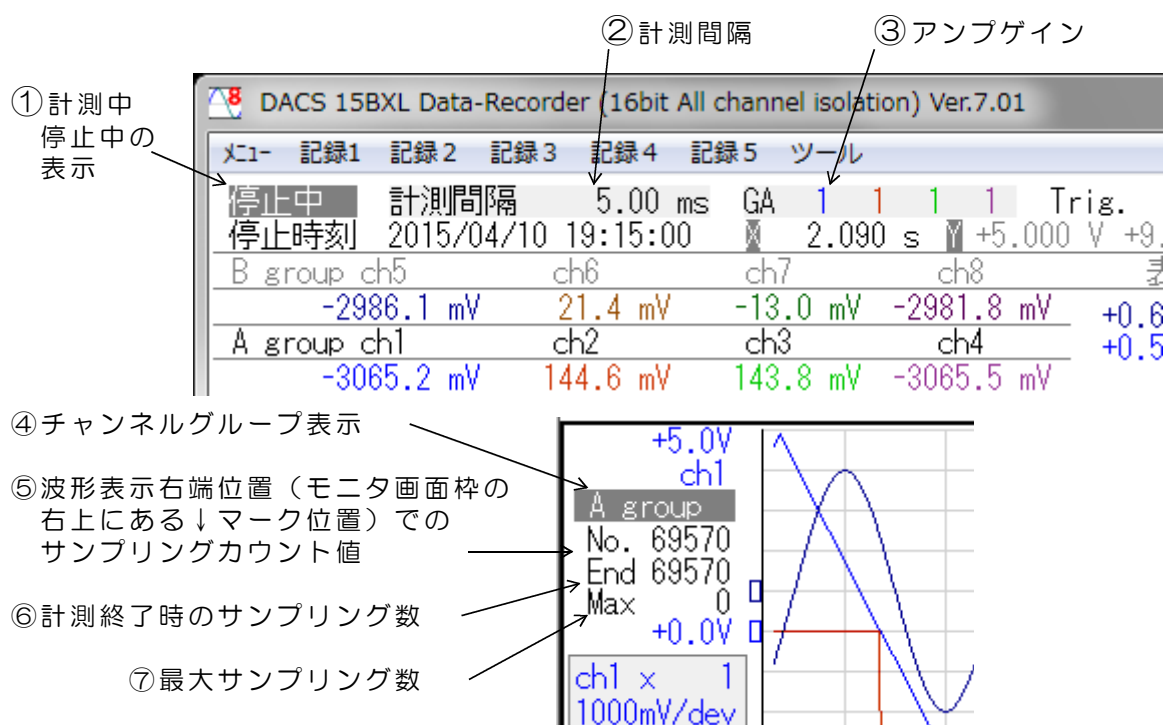 ②計測間隔
③アンプゲイン
①計測中
停止中の
表示
DACS 15BXL Data-Recorder (16bit All channel isolation) Ver.7.01
ﾒﾆｭｰ 記録1 記録2 記録3 記録4 記録5 ツール
停止中 計測間隔 5.00 ms GA 1 1 1 1 Trig.
停止時刻 2015/04/10 19:15:00 X 2.090 s Y +5.000 V +9.
B group ch5 ch6 ch7 ch8
-2986.1 mV 21.4 mV -13.0 mV -2981.8 mV +0.6
A group ch1 ch2 ch3 ch4 +0.5
-3065.2 mV 144.6 mV 143.8 mV -3065.5 mV
④チャンネルグループ表示
⑤波形表示右端位置（モニタ画面枠の
右上にある↓マーク位置）での
サンプリングカウント値
⑥計測終了時のサンプリング数
⑦最大サンプリング数
+5.0V
ch1
A group
No. 69570
End 69570
Max 0
+0.0V
ch1 × 1
1000mV/dev